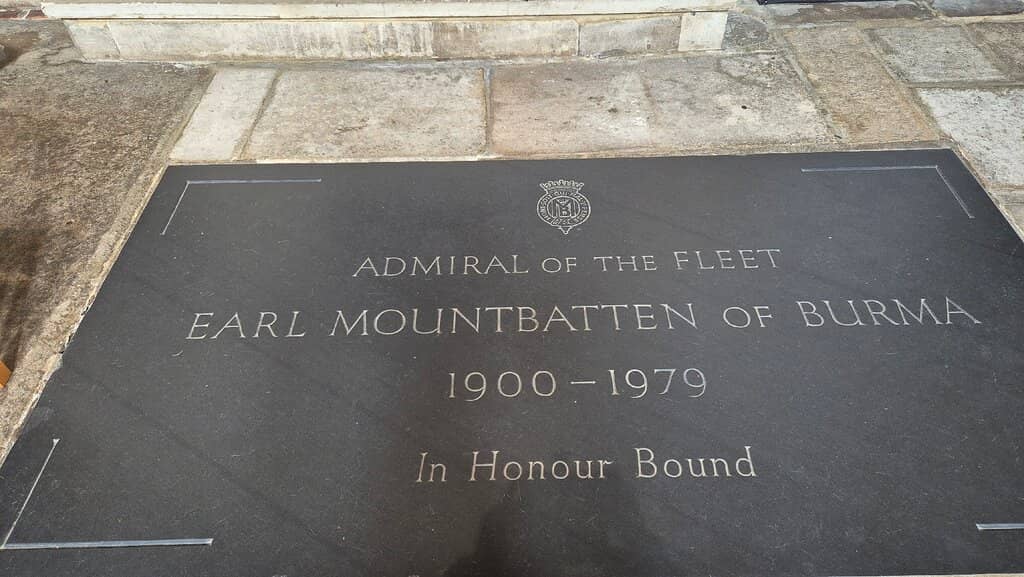 ADMIRAL OF THE FLEET
EARL MOUNTBATTEN OF BURMA
1900 – 1979
In Honour Bound